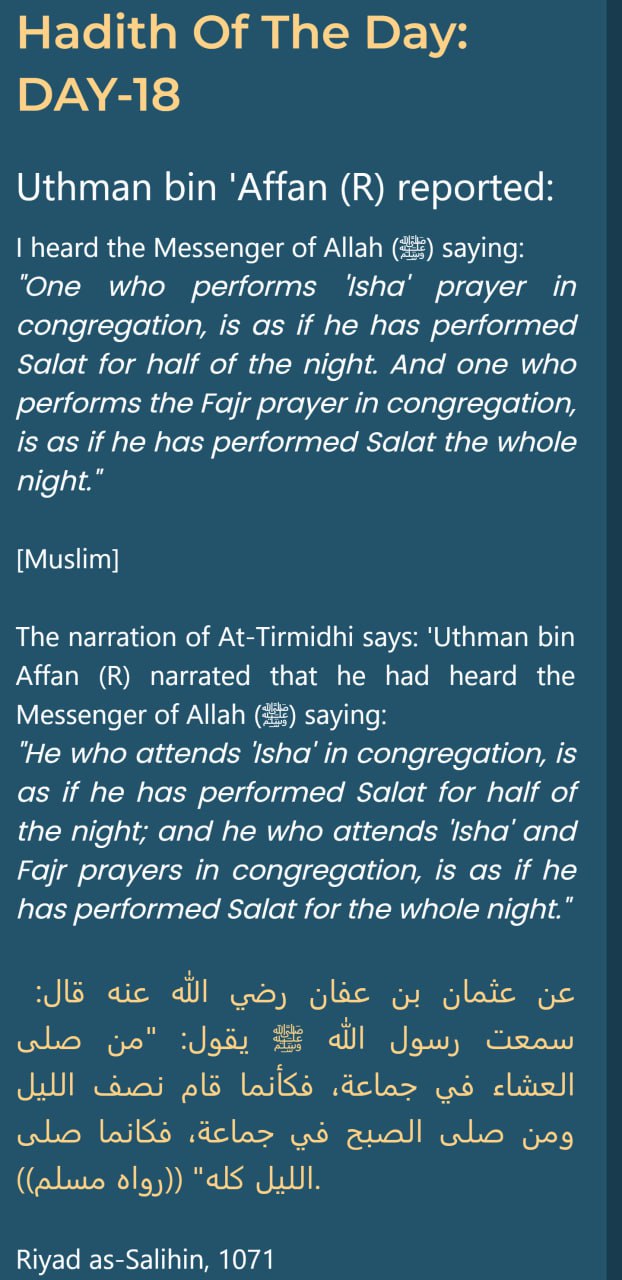 Hadith Of The Day:
DAY-18
Uthman bin 'Affan (R) reported:
I heard the Messenger of Allah (ﷺ) saying:
"One who performs 'Isha' prayer in
congregation, is as if he has performed
Salat for half of the night. And one who
performs the Fajr prayer in congregation,
is as if he has performed Salat the whole
night."
[Muslim]
The narration of At-Tirmidhi says: 'Uthman bin
Affan (R) narrated that he had heard the
Messenger of Allah (ﷺ) saying:
"He who attends 'Isha' in congregation, is
as if he has performed Salat for half of
the night; and he who attends 'Isha' and
Fajr prayers in congregation, is as if he
has performed Salat for the whole night."
عن عثمان بن عفان رضي الله عنه قال:
سمعت رسول الله ﷺ يقول: "من صلى
العشاء في جماعة، فكأنما قام نصف الليل
ومن صلى الصبح في جماعة، فكانما صلى
الليل كله" ((رواه مسلم)).
Riyad as-Salihin, 1071